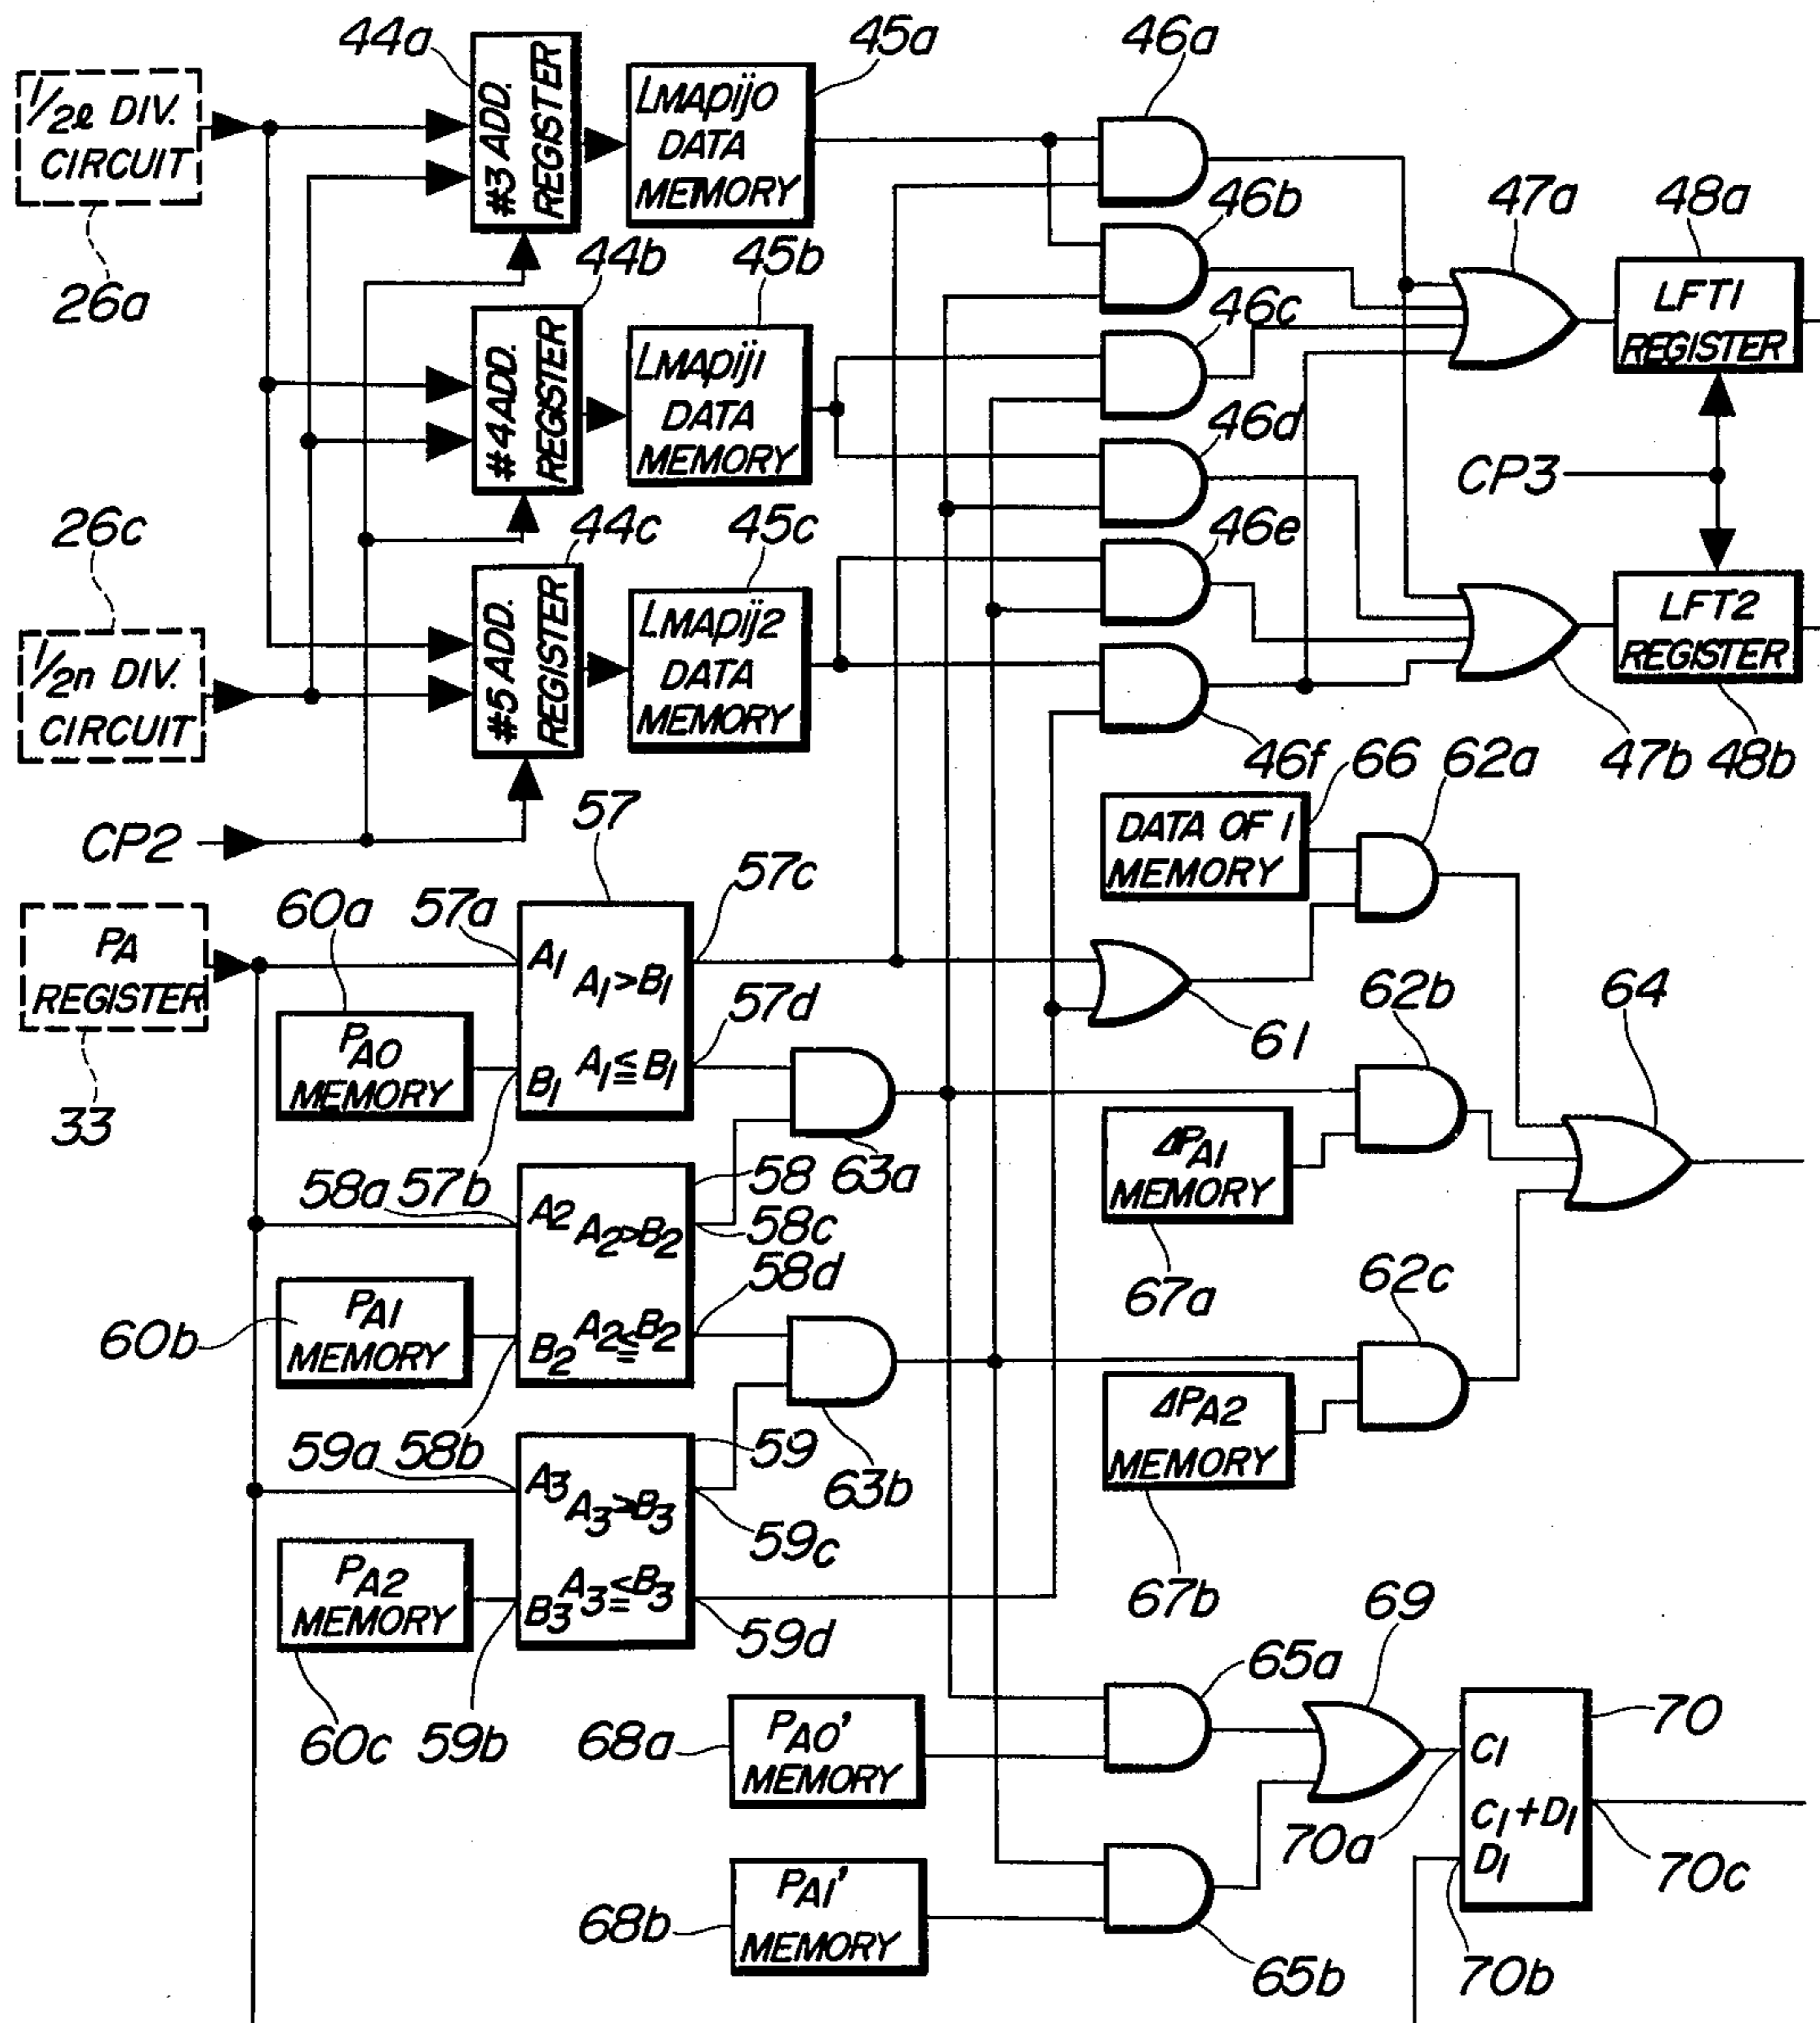 44a
45a
46a
1/2ℓ DIV.
CIRCUIT
#3 ADD.
REGISTER
LMAPij0
DATA
MEMORY
46b
47a
48a
26a
44b
45b
46c
LFT1
REGISTER
#4 ADD.
REGISTER
LMAPij1
DATA
MEMORY
46d
CP3
26c
44c
45c
46e
1/2n DIV.
CIRCUIT
#5 ADD.
REGISTER
LMAPij2
DATA
MEMORY
LFT2
REGISTER
46f
66
62a
47b
48b
CP2
57
DATA OF 1
MEMORY
57c
60a
57a
PA
REGISTER
A1
A1>B1
57d
62b
64
61
PA0
MEMORY
B1
A1≦B1
33
58a
57b
58
63a
ΔPA1
MEMORY
A2
A2>B2
58c
58d
62c
67a
60b
PA1
MEMORY
B2
A2≦B2
59a
58b
59
63b
ΔPA2
MEMORY
A3
A3>B3
59c
67b
69
PA2
MEMORY
B3
A3≦B3
59d
65a
60c
59b
68a
PA0'
MEMORY
70
C1
C1+D1
D1
70a
70c
68b
PA1'
MEMORY
65b
70b